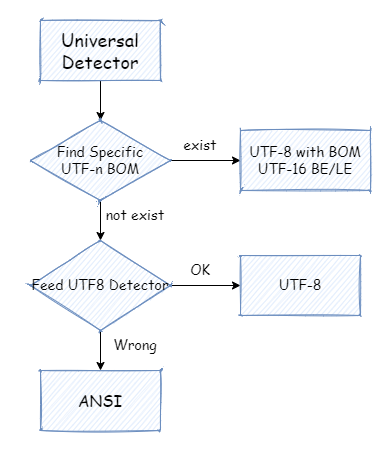 Universal
Detector
Find Specific
UTF-n BOM
exist
UTF-8 with BOM
UTF-16 BE/LE
not exist
Feed UTF8 Detector
OK
UTF-8
Wrong
ANSI